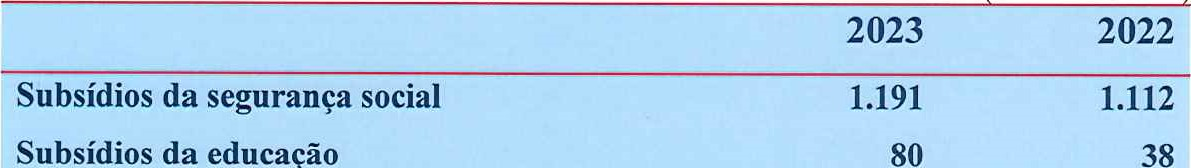 2023 2022
Subsídios da segurança social 1.191 1.112
Subsídios da educação 80 38